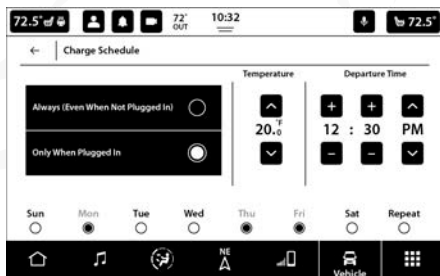 72.5° 72° OUT 10:32 72.5°
Charge Schedule
Temperature Departure Time
Always (Even When Not Plugged In)
Only When Plugged In
20.0 °F 12 : 30 PM
Sun Mon Tue Wed Thu Fri Sat Repeat
NE
Vehicle